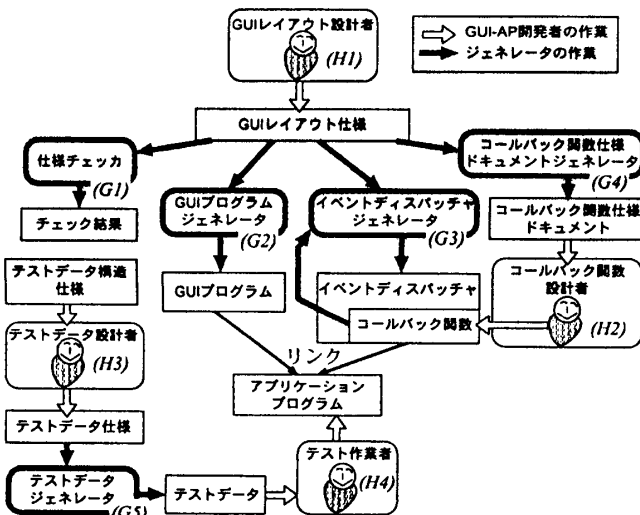 GUIレイアウト設計者
(H1)
GUI-AP開発者の作業
ジェネレータの作業
GUIレイアウト仕様
仕様チェッカ
(G1)
チェック結果
GUIプログラム
ジェネレータ
(G2)
GUIプログラム
イベントディスパッチャ
ジェネレータ
(G3)
イベントディスパッチャ
コールバック関数
コールバック関数仕様
ドキュメントジェネレータ
(G4)
コールバック関数仕様
ドキュメント
コールバック関数
設計者
(H2)
テストデータ構造
仕様
テストデータ設計者
(H3)
テストデータ仕様
テストデータ
ジェネレータ
(G5)
テストデータ
リンク
アプリケーション
プログラム
テスト作業者
(H4)